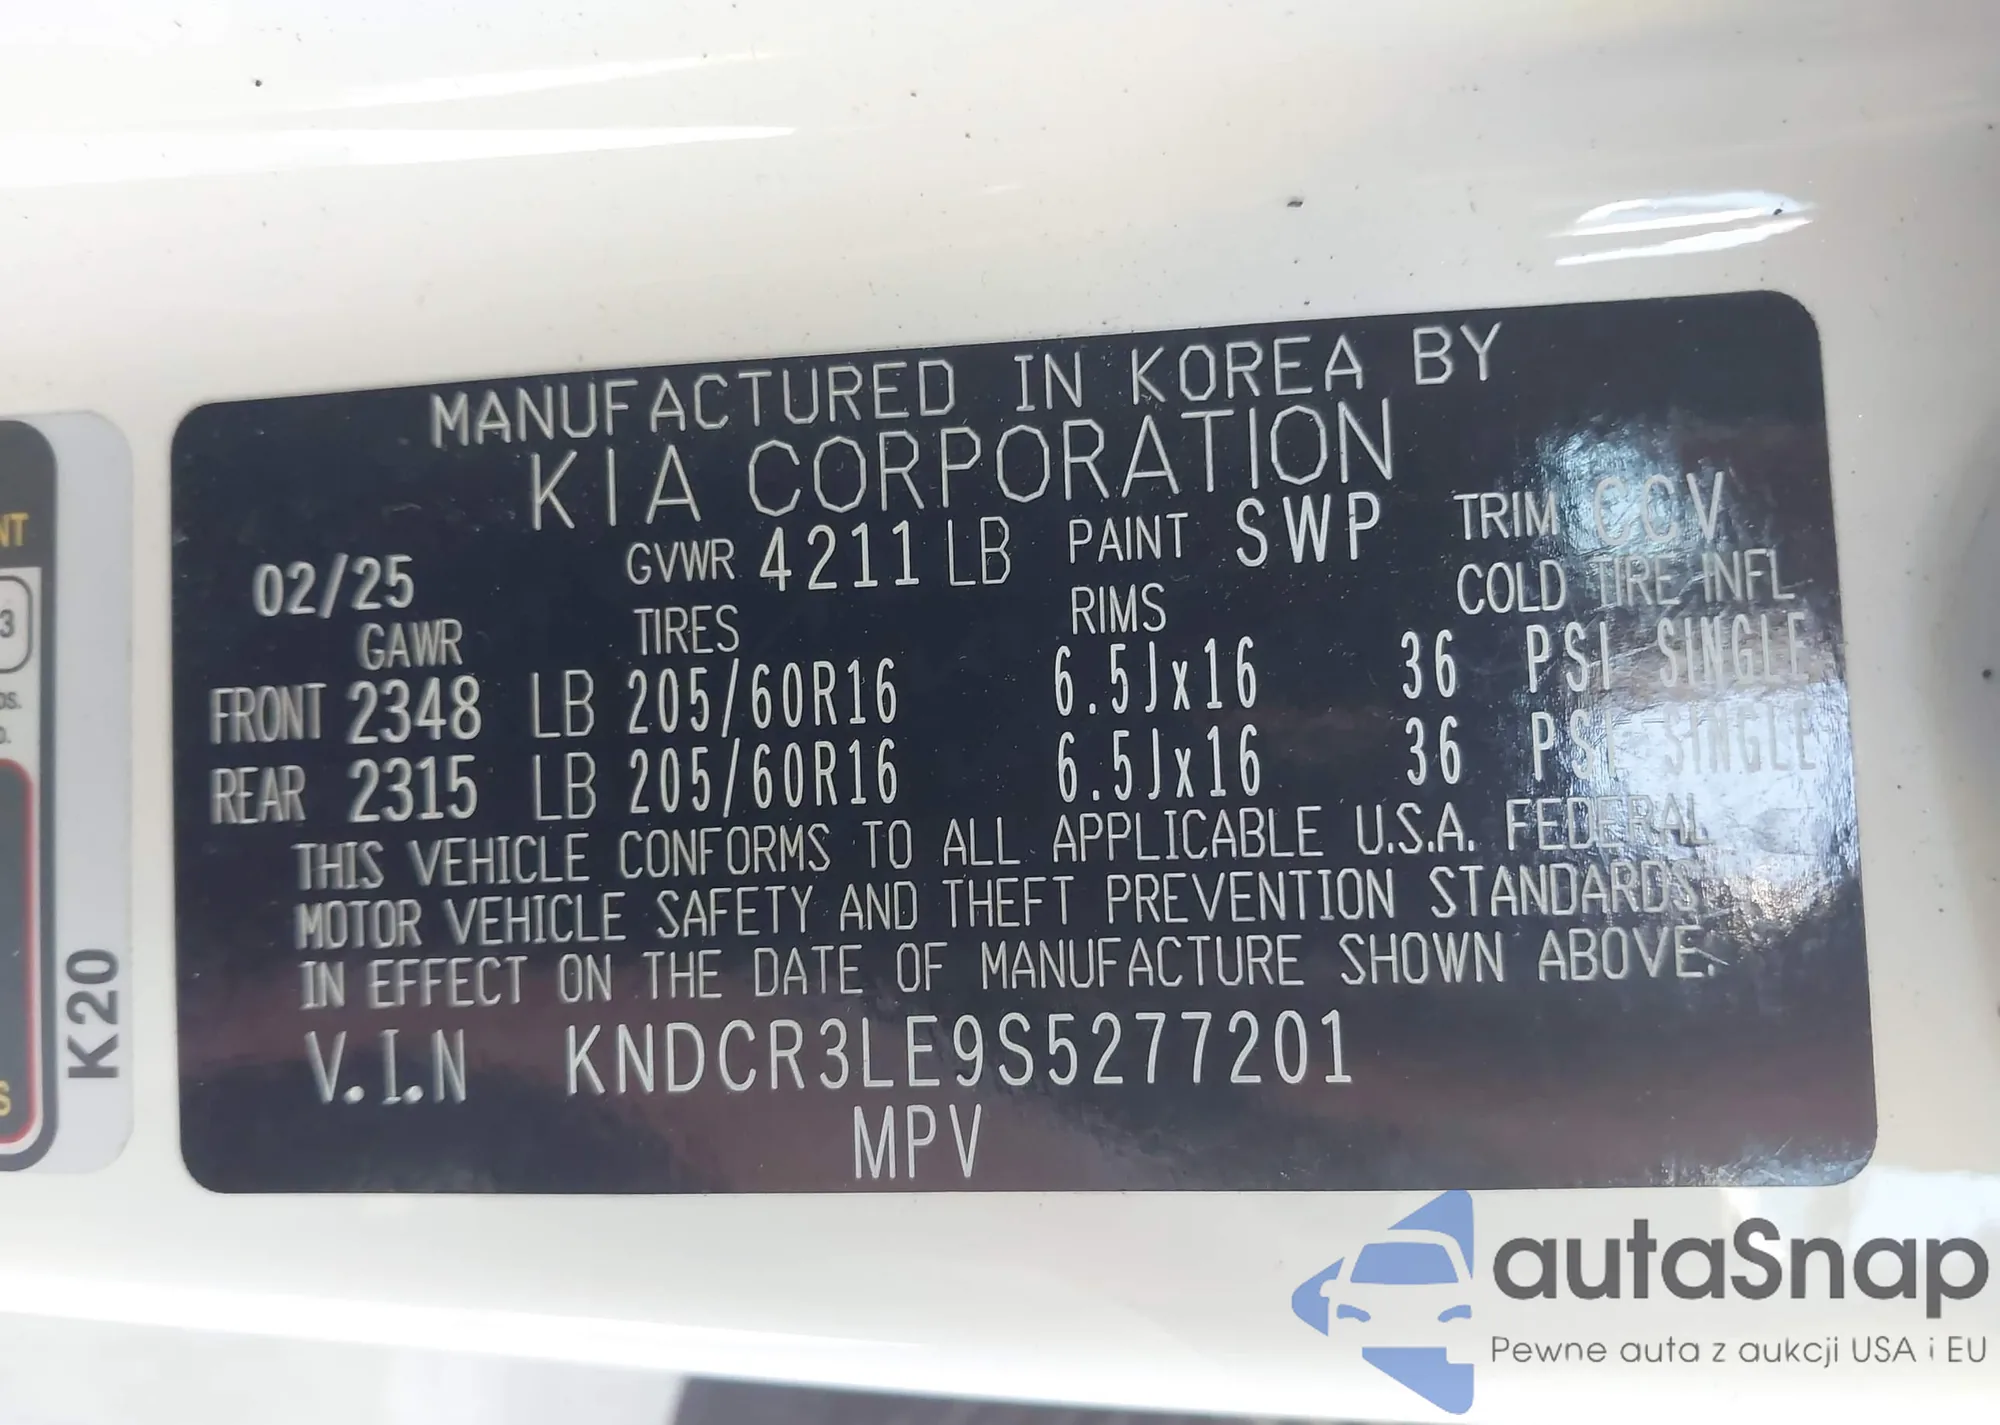 MANUFACTURED IN KOREA BY
KIA CORPORATION
02/25 GVWR 4211 LB PAINT SWP TRIM CCV
GAWR TIRES RIMS COLD TIRE INFL
FRONT 2348 LB 205/60R16 6.5Jx16 36 PSI SINGLE
REAR 2315 LB 205/60R16 6.5Jx16 36 PSI SINGLE
THIS VEHICLE CONFORMS TO ALL APPLICABLE U.S.A. FEDERAL
MOTOR VEHICLE SAFETY AND THEFT PREVENTION STANDARDS
IN EFFECT ON THE DATE OF MANUFACTURE SHOWN ABOVE.
V.I.N KNDCR3LE9S5277201
MPV
K20
autaSnap
Pewne auta z aukcji USA i EU